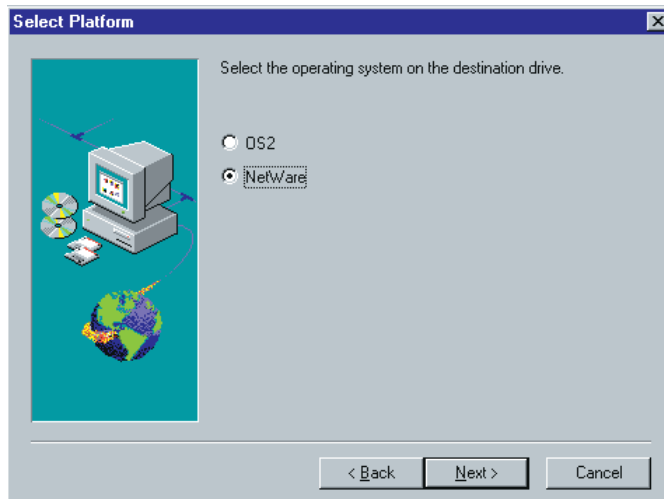 Select Platform
Select the operating system on the destination drive.
OS2
NetWare
< Back
Next >
Cancel